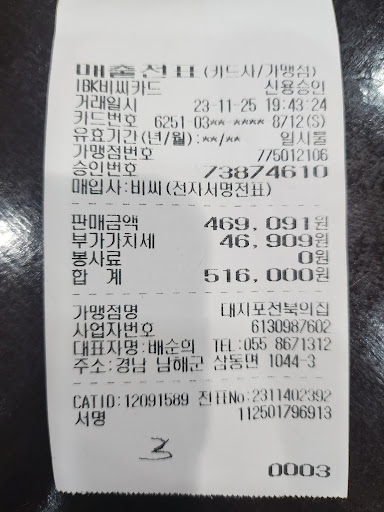 매출전표(카드사/가맹점)
IBK비씨카드 신용승인
거래일시 23-11-25 19:43:24
카드번호 6251-03**-****-8712(S)
유효기간(년/월):**/** 일시불
가맹점번호 775012106
승인번호 73874610
매입사:비씨(전자서명전표)
판매금액 469,091원
부가가치세 46,909원
봉사료 0원
합 계 516,000원
가맹점명 대지포전북의집
사업자번호 6130987602
대표자명:배순의 TEL:055 8671312
주소:경남 남해군 삼동면 1044-3
CATID:12091589 전표No:2311402392
서명 112501796913
3
0003